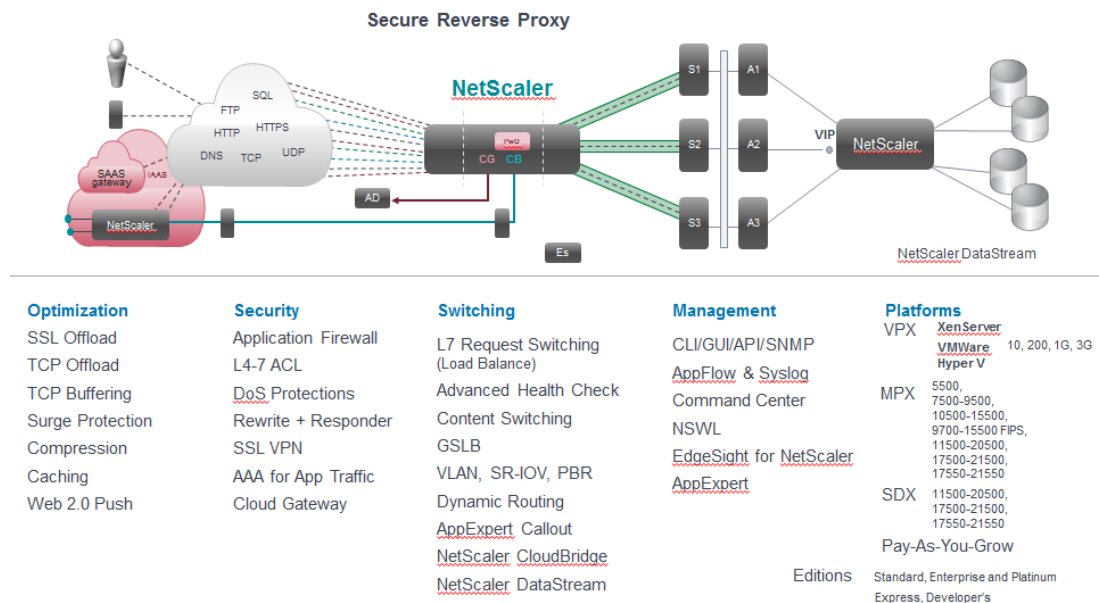 Secure Reverse Proxy
NetScaler
SQL
FTP
HTTP
HTTPS
DNS
TCP
UDP
SAAS
gateway
IAAS
NetScaler
CG
CB
AD
Es
S1
S2
S3
A1
A2
A3
VIP
NetScaler
NetScaler DataStream
Optimization
SSL Offload
TCP Offload
TCP Buffering
Surge Protection
Compression
Caching
Web 2.0 Push
Security
Application Firewall
L4-7 ACL
DoS Protections
Rewrite + Responder
SSL VPN
AAA for App Traffic
Cloud Gateway
Switching
L7 Request Switching
(Load Balance)
Advanced Health Check
Content Switching
GSLB
VLAN, SR-IOV, PBR
Dynamic Routing
AppExpert Callout
NetScaler CloudBridge
NetScaler DataStream
Management
CLI/GUI/API/SNMP
AppFlow & Syslog
Command Center
NSWL
EdgeSight for NetScaler
AppExpert
Platforms
VPX
XenServer
VMWare
Hyper V
10, 200, 1G, 3G
MPX
5500,
7500-9500,
10500-15500,
9700-15500 FIPS,
11500-20500,
17500-21500,
17550-21550
SDX
11500-20500,
17500-21500,
17550-21550
Pay-As-You-Grow
Editions
Standard, Enterprise and Platinum
Express, Developer's